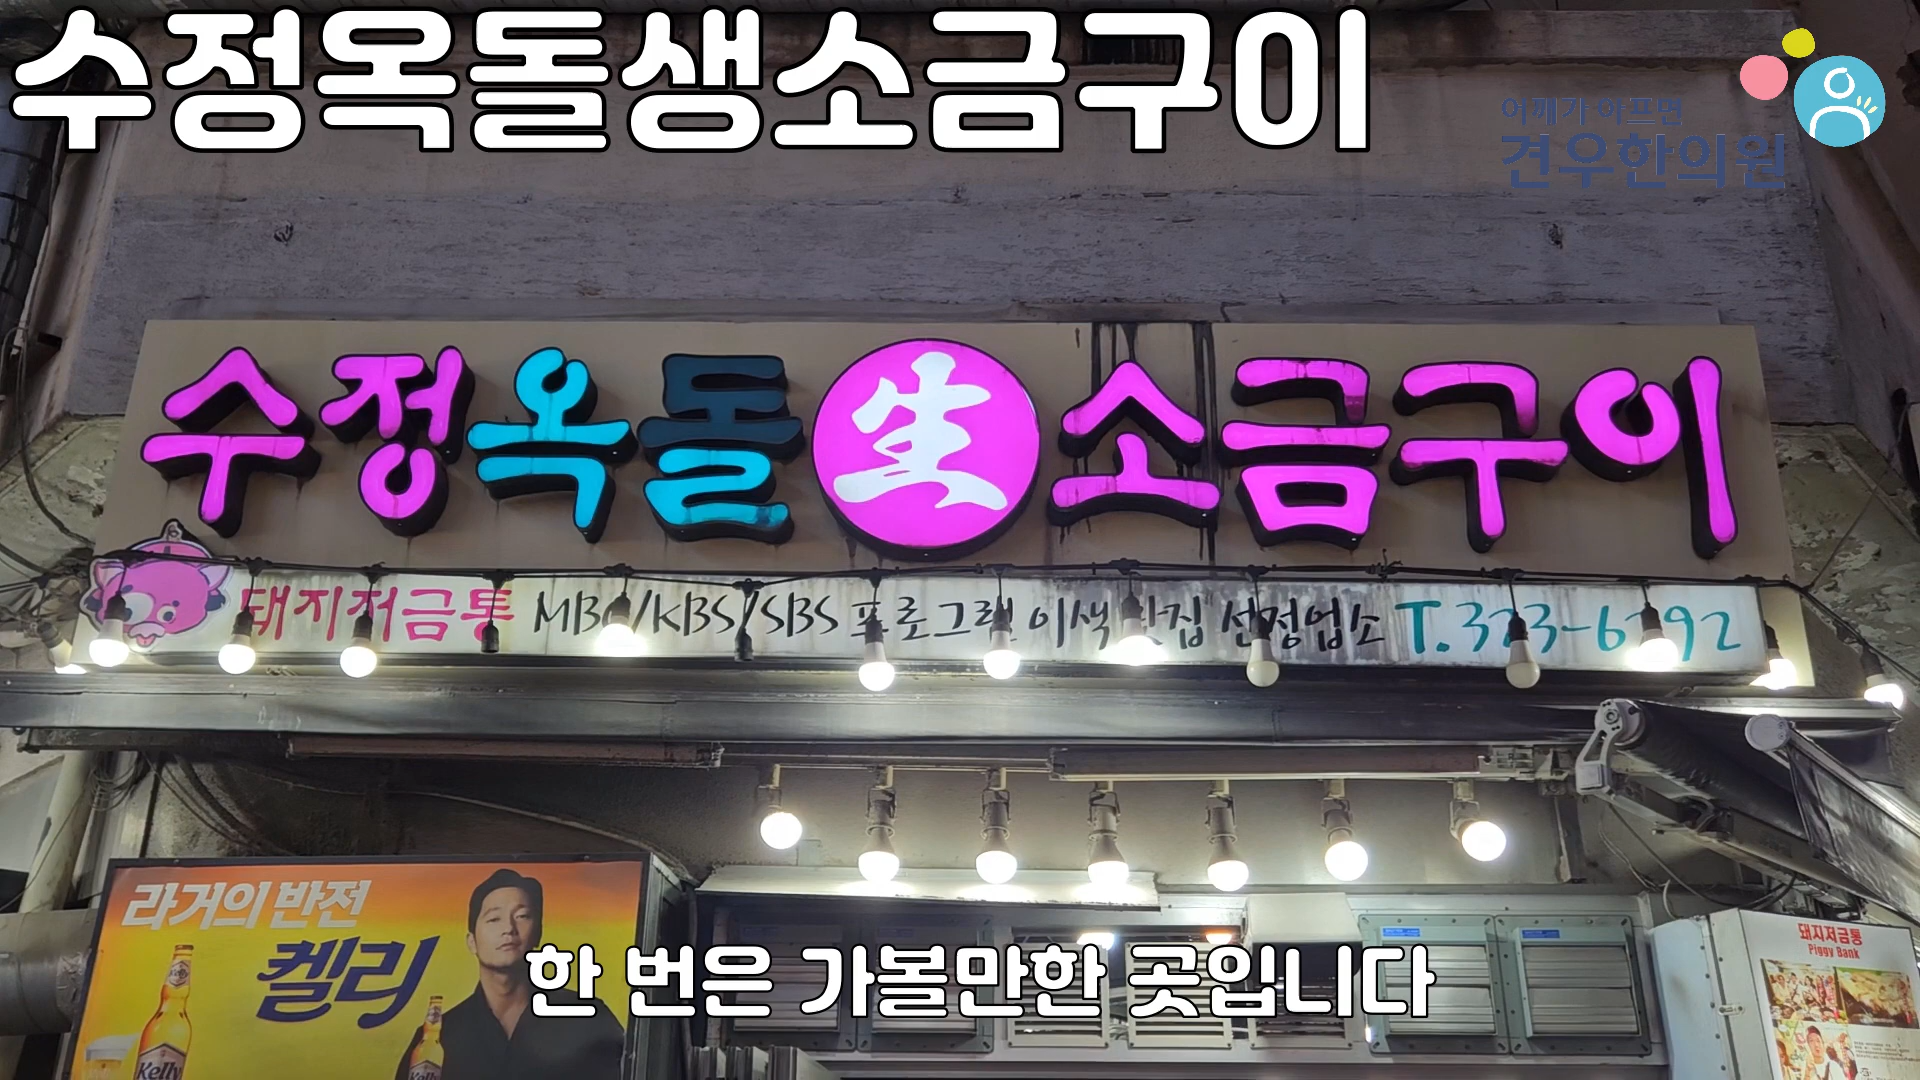 수정옥돌생소금구이
어깨가 아프면
견우한의원
수정옥돌生소금구이
돼지저금통 MBC/KBS/SBS 프로그램 이색맛집 선정업소 T.323-6292
라거의 반전
켈리
Kelly
돼지저금통
Piggy Bank
한 번은 가볼만한 곳입니다